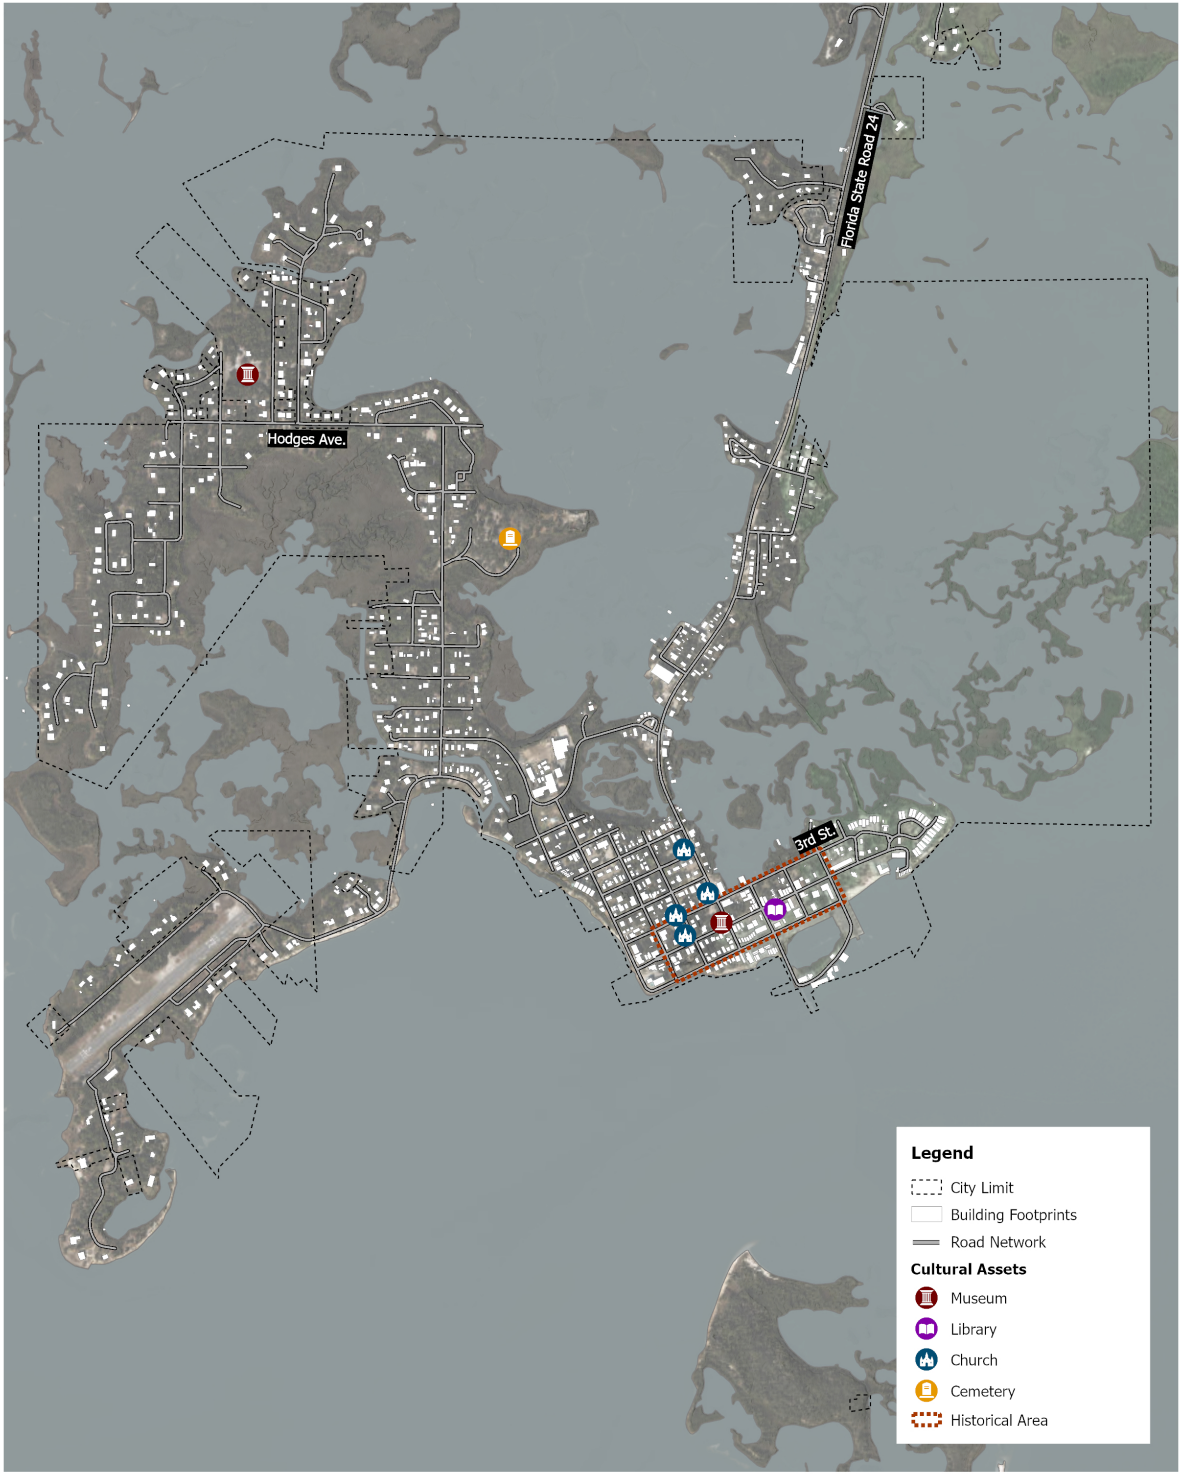 Florida State Road 24
Hodges Ave.
3rd St.
Legend
City Limit
Building Footprints
Road Network
Cultural Assets
Museum
Library
Church
Cemetery
Historical Area